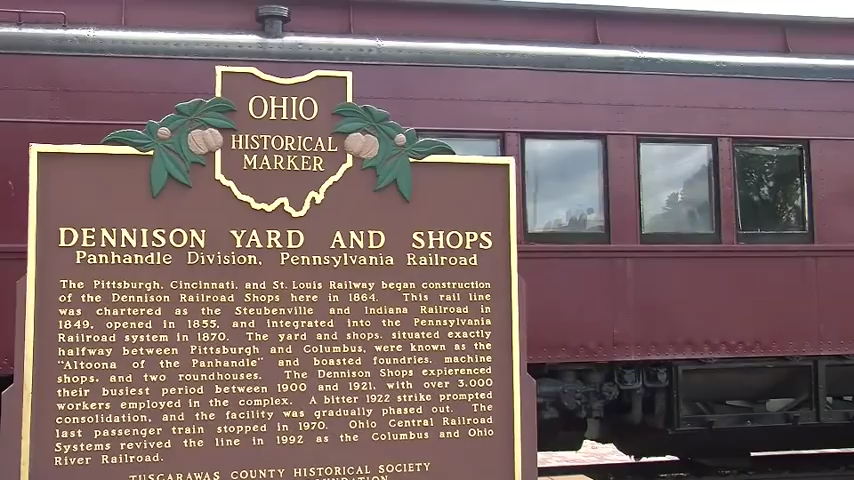 OHIO
HISTORICAL
MARKER
DENNISON YARD AND SHOPS
Panhandle Division, Pennsylvania Railroad
The Pittsburgh, Cincinnati, and St. Louis Railway began construction
of the Dennison Railroad Shops here in 1864. This rail line
was chartered as the Steubenville and Indiana Railroad in
1849, opened in 1855, and integrated into the Pennsylvania
Railroad system in 1870. The yard and shops, situated exactly
halfway between Pittsburgh and Columbus, were known as the
"Altoona of the Panhandle" and boasted foundries, machine
shops, and two roundhouses. The Dennison Shops expierenced
their busiest period between 1900 and 1921, with over 3,000
workers employed in the complex. A bitter 1922 strike prompted
consolidation, and the facility was gradually phased out. The
last passenger train stopped in 1970. Ohio Central Railroad
Systems revived the line in 1992 as the Columbus and Ohio
River Railroad.
TUSCARAWAS COUNTY HISTORICAL SOCIETY